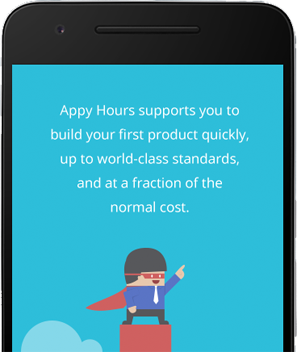 Appy Hours supports you to
build your first product quickly,
up to world-class standards,
and at a fraction of the
normal cost.